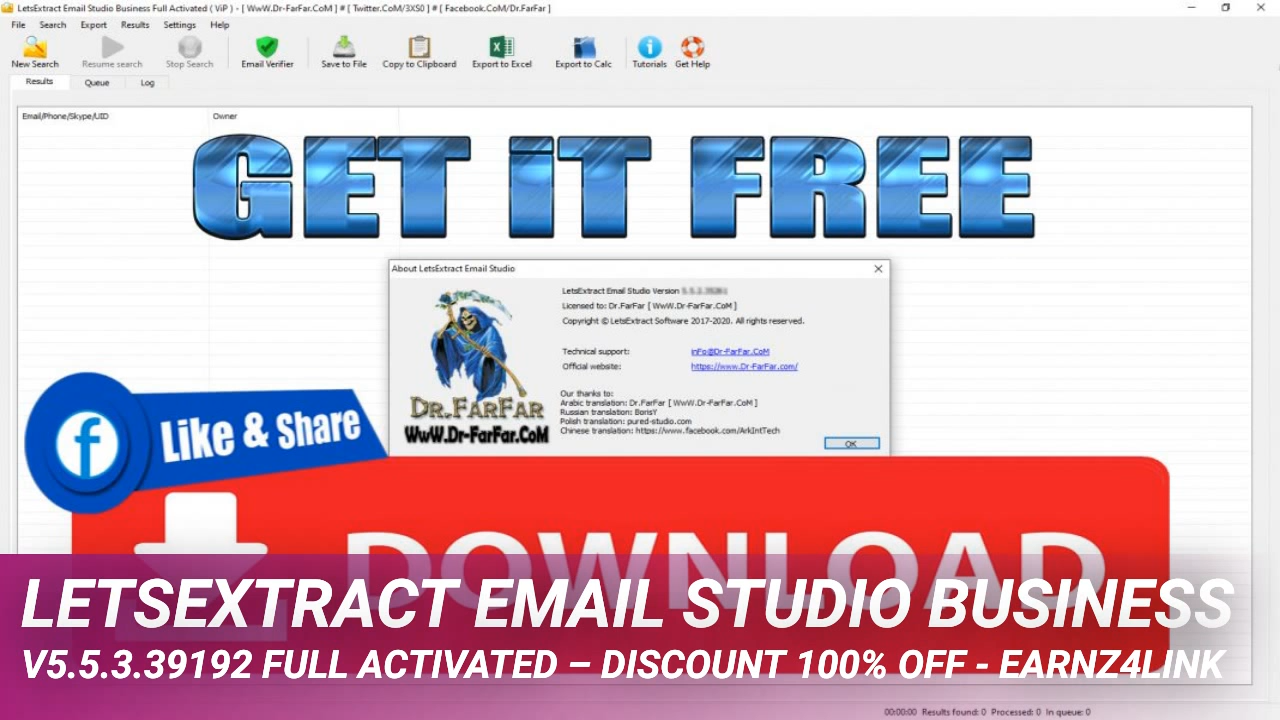 LetsExtract Email Studio Business Full Activated ( ViP ) - [ WwW.Dr-FarFar.CoM ] # [ Twitter.CoM/3XS0 ] # [ Facebook.CoM/Dr.FarFar ]
File Search Export Results Settings Help
New Search Resume search Stop Search Email Verifier Save to File Copy to Clipboard Export to Excel Export to Calc Tutorials Get Help
Results Queue Log
Email/Phone/Skype/UID Owner
GET iT FREE
About LetsExtract Email Studio
LetsExtract Email Studio Version
Licensed to: Dr.FarFar [ WwW.Dr-FarFar.CoM ]
Copyright © LetsExtract Software 2017-2020. All rights reserved.
Technical support: inFo@Dr-FarFar.CoM
Official website: https://www.Dr-FarFar.com/
Our thanks to:
Arabic translation: Dr.FarFar [ WwW.Dr-FarFar.CoM ]
Russian translation: BorisY
Polish translation: pured-studio.com
Chinese translation: https://www.facebook.com/ArkIntTech
OK
DR.FARFAR
WwW.Dr-FarFar.CoM
f Like & Share
DOWNLOAD
LETSEXTRACT EMAIL STUDIO BUSINESS
V5.5.3.39192 FULL ACTIVATED – DISCOUNT 100% OFF - EARNZ4LINK
00:00:00 Results found: 0 Processed: 0 In queue: 0